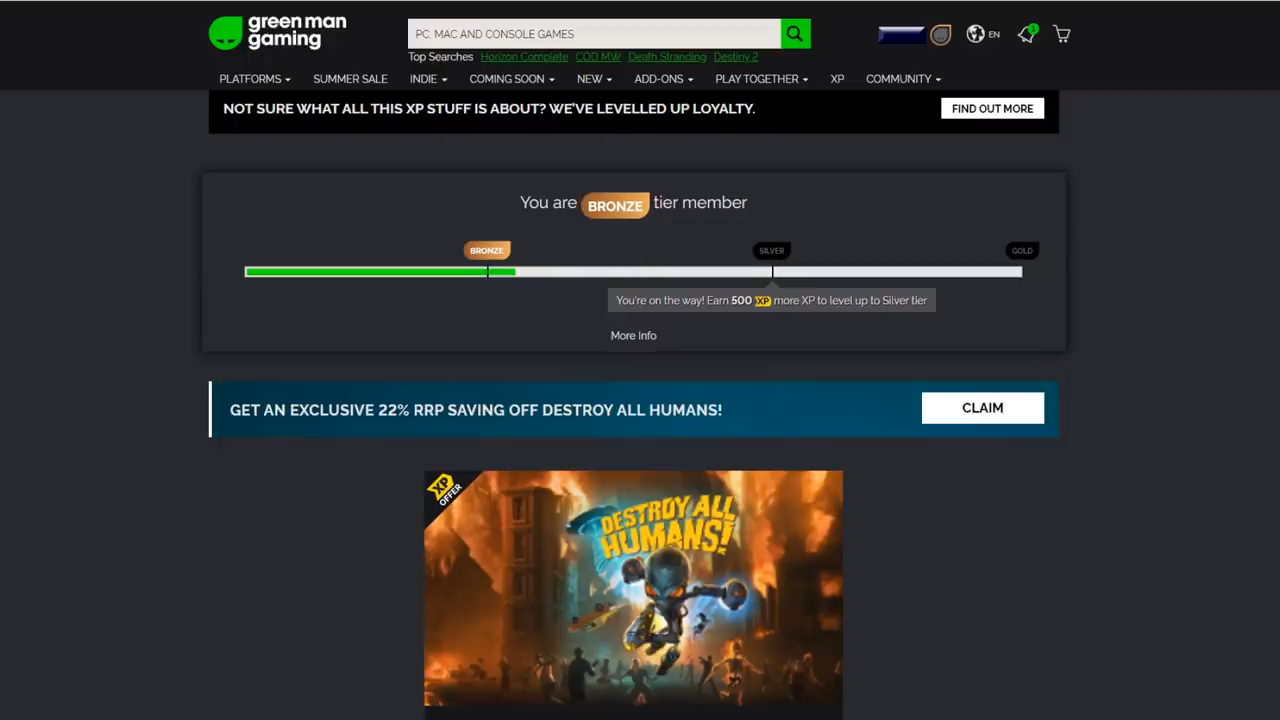 green man
gaming
PC, MAC AND CONSOLE GAMES
EN
1
Top Searches Horizon Complete COD MW Death Stranding Destiny 2
PLATFORMS SUMMER SALE INDIE COMING SOON NEW ADD-ONS PLAY TOGETHER XP COMMUNITY
NOT SURE WHAT ALL THIS XP STUFF IS ABOUT? WE'VE LEVELLED UP LOYALTY. FIND OUT MORE
You are BRONZE tier member
BRONZE SILVER GOLD
You're on the way! Earn 500 XP more XP to level up to Silver tier
More Info
GET AN EXCLUSIVE 22% RRP SAVING OFF DESTROY ALL HUMANS! CLAIM
XP
OFFER
DESTROY ALL
HUMANS!